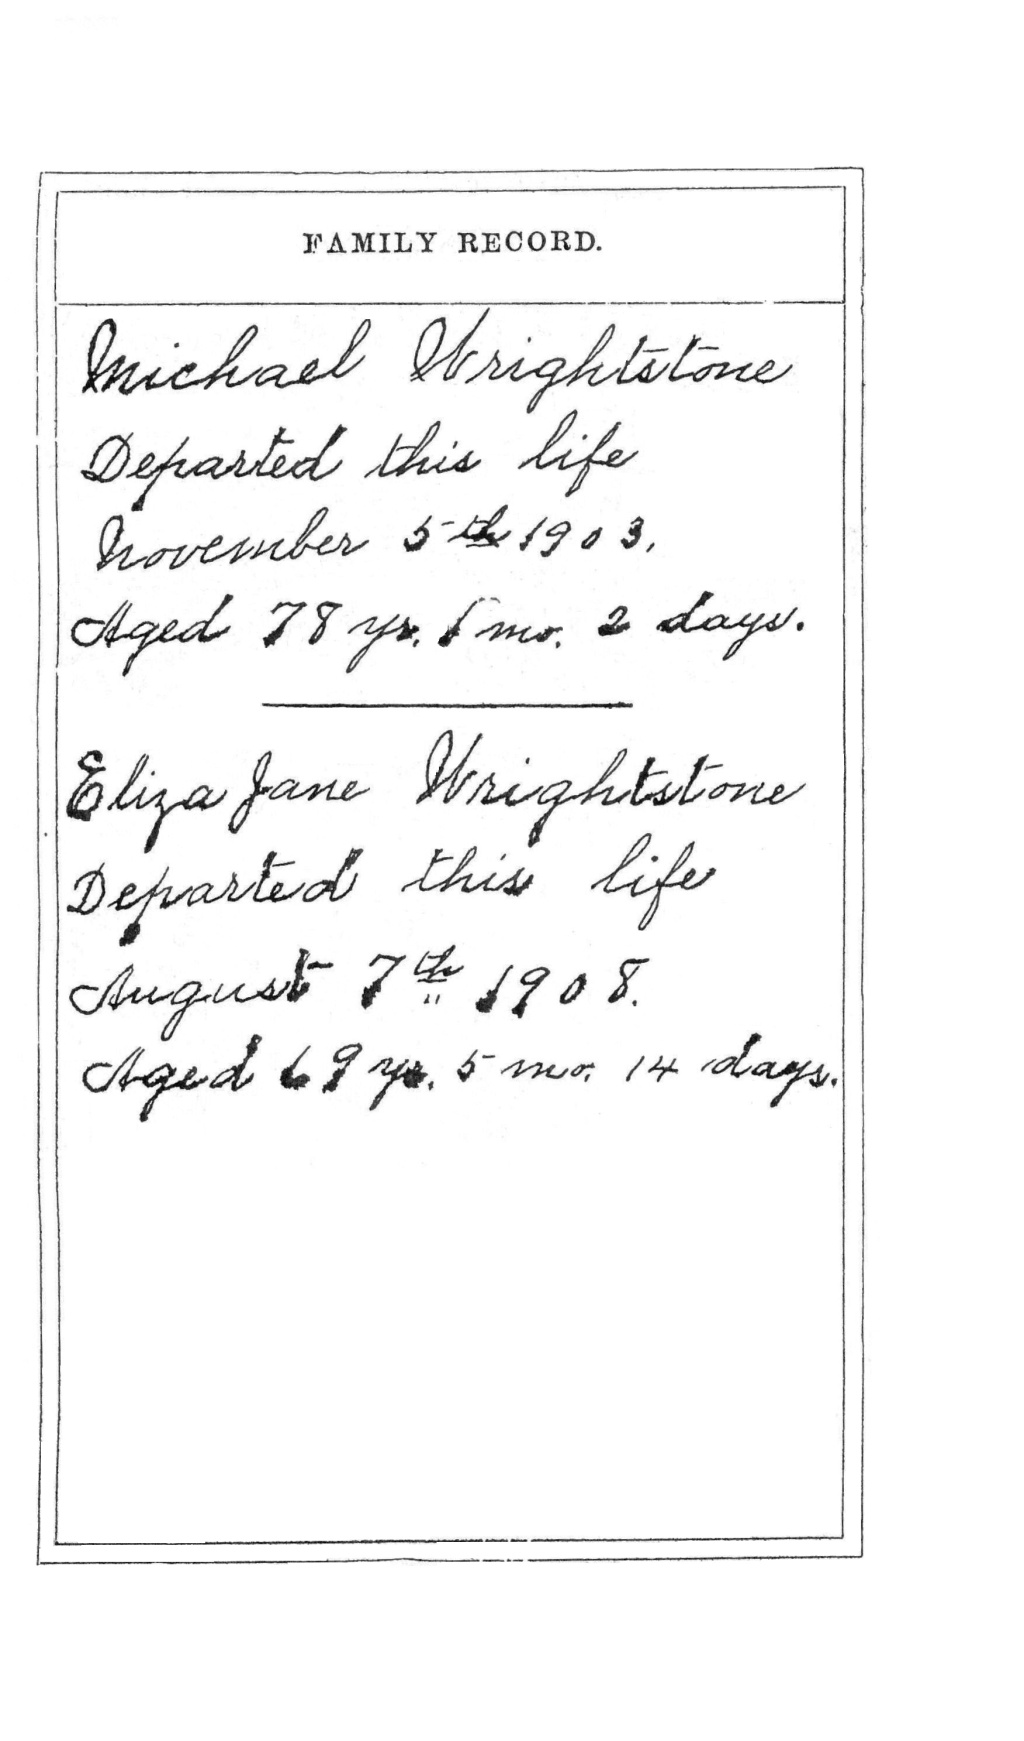 FAMILY RECORD.
Michael Wrightstone
Departed this life
November 5th 1903.
Aged 78 yr. 1 mo. 2 days.
Eliza Jane Wrightstone
Departed this life
August 7th 1908.
Aged 69 yr. 5 mo. 14 days.